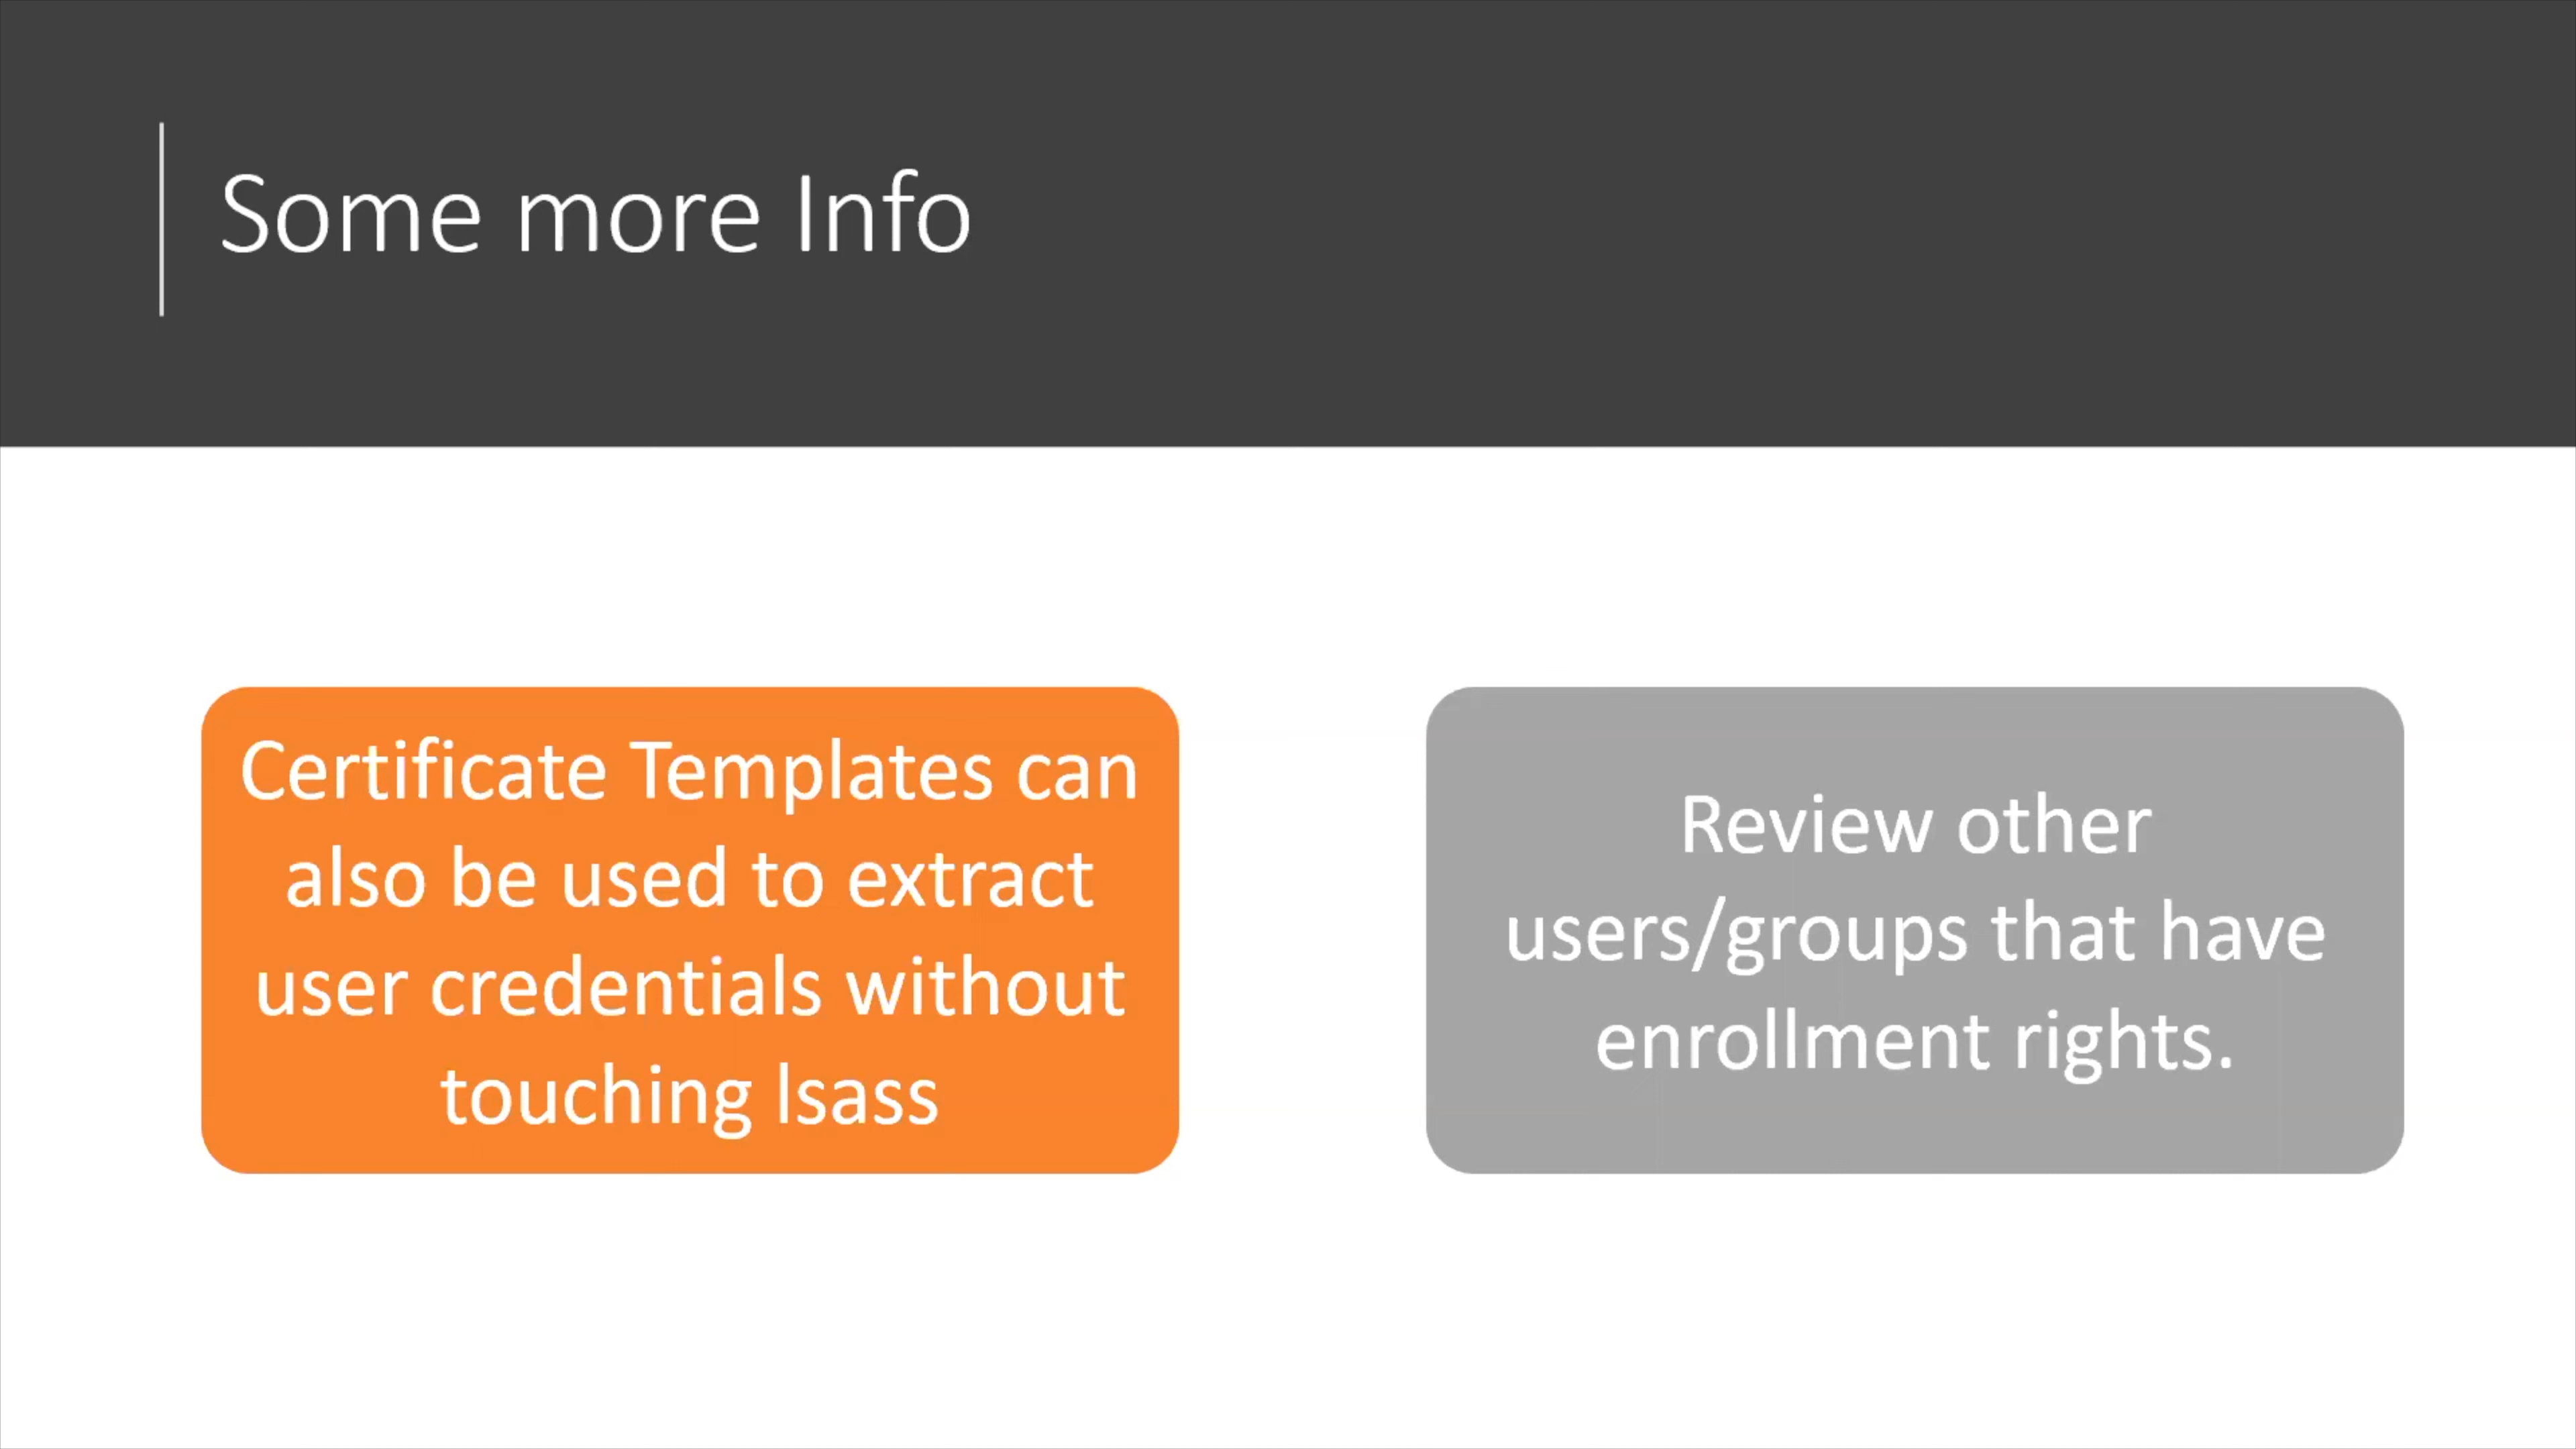 Some more Info
Certificate Templates can
also be used to extract
user credentials without
touching lsass
Review other
users/groups that have
enrollment rights.